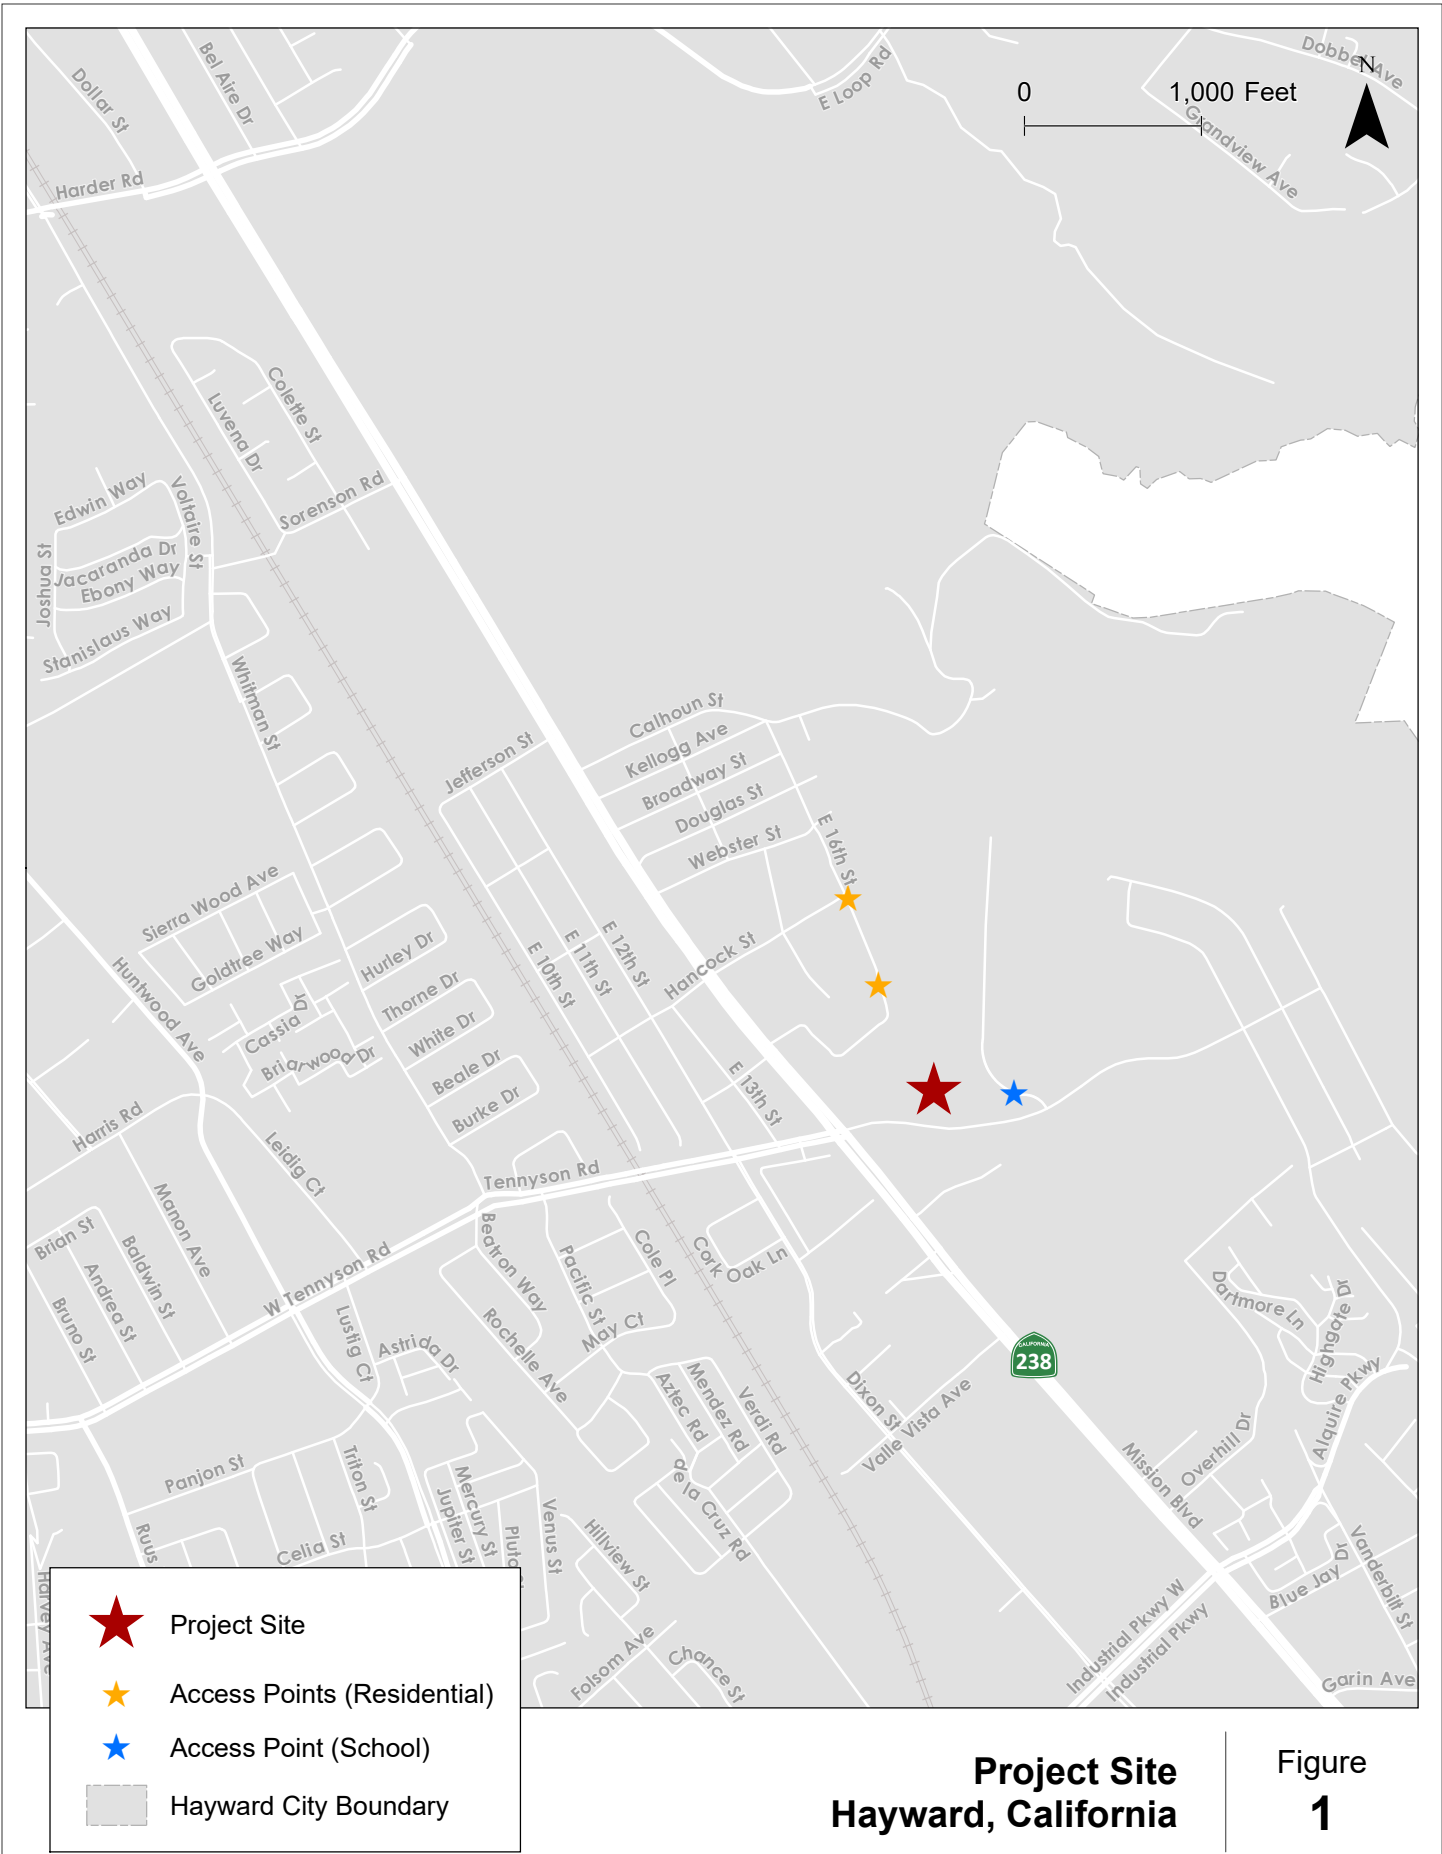 Dobbel Ave
N
0 1,000 Feet
Grandview Ave
E Loop Rd
Bel Aire Dr
Dollar St
Harder Rd
Colette St
Luvena Dr
Sorenson Rd
Edwin Way
Voltaire St
Jacaranda Dr
Ebony Way
Joshua St
Stanislaus Way
Whitman St
Calhoun St
Kellogg Ave
Broadway St
Douglas St
Webster St
Jefferson St
E 16th St
Sierra Wood Ave
Goldtree Way
Hurley Dr
Thorne Dr
White Dr
Beale Dr
Burke Dr
E 10th St
E 11th St
E 12th St
Hancock St
E 13th St
Huntwood Ave
Cassia Dr
Briarwood Dr
Harris Rd
Leidig Ct
Tennyson Rd
Manon Ave
Brian St
Baldwin St
Andrea St
Bruno St
W Tennyson Rd
Beatron Way
Pacific St
Cole Pl
Cork Oak Ln
May Ct
Rochelle Ave
Lustig Ct
Astrida Dr
Dartmore Ln
Highgate Dr
CALIFORNIA
238
Alquire Pkwy
Aztec Rd
Mendez Rd
Verdi Rd
Dixon St
Valle Vista Ave
Mission Blvd
Overhill Dr
de la Cruz Rd
Panjon St
Triton St
Mercury St
Jupiter St
Pluto
Venus St
Celia St
Ruus
Hillview St
Harvey Ave
Vanderbilt St
Blue Jay Dr
Industrial Pkwy W
Industrial Pkwy
Folsom Ave
Chance St
Garin Ave
Project Site
Access Points (Residential)
Access Point (School)
Hayward City Boundary
Project Site
Hayward, California
Figure
1